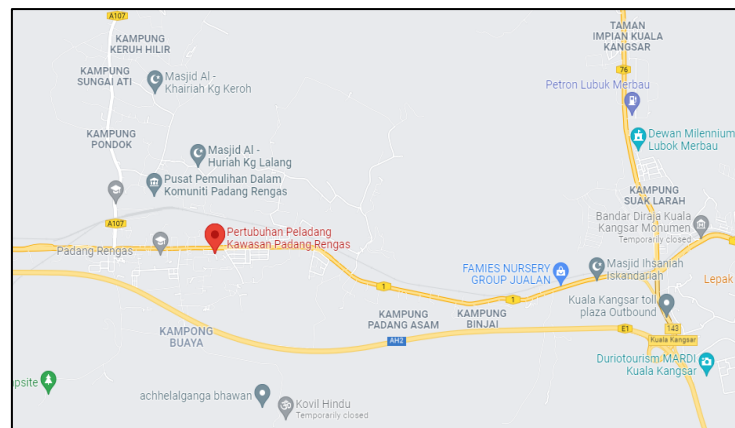 A107
KAMPUNG
KERUH HILIR
KAMPUNG
SUNGAI ATI
Masjid Al -
Khairiah Kg Keroh
TAMAN
IMPIAN KUALA
KANGSAR
76
Petron Lubuk Merbau
Dewan Milennium
Lubok Merbau
KAMPUNG
PONDOK
Masjid Al -
Huriah Kg Lalang
Pusat Pemulihan Dalam
Komuniti Padang Rengas
KAMPUNG
SUAK LARAH
A107
Padang Rengas
Pertubuhan Peladang
Kawasan Padang Rengas
Bandar Diraja Kuala
Kangsar Monumen
Temporarily closed
FAMIES NURSERY
GROUP JUALAN
Masjid Ihsaniah
Iskandariah
Lepak
1
1
Kuala Kangsar toll
plaza Outbound
KAMPUNG
PADANG ASAM
KAMPUNG
BINJAI
KAMPONG
BUAYA
AH2
E1
143
Kuala Kangsar
Duriotourism MARDI
Kuala Kangsar
mpsite
achhelalganga bhawan
Kovil Hindu
Temporarily closed